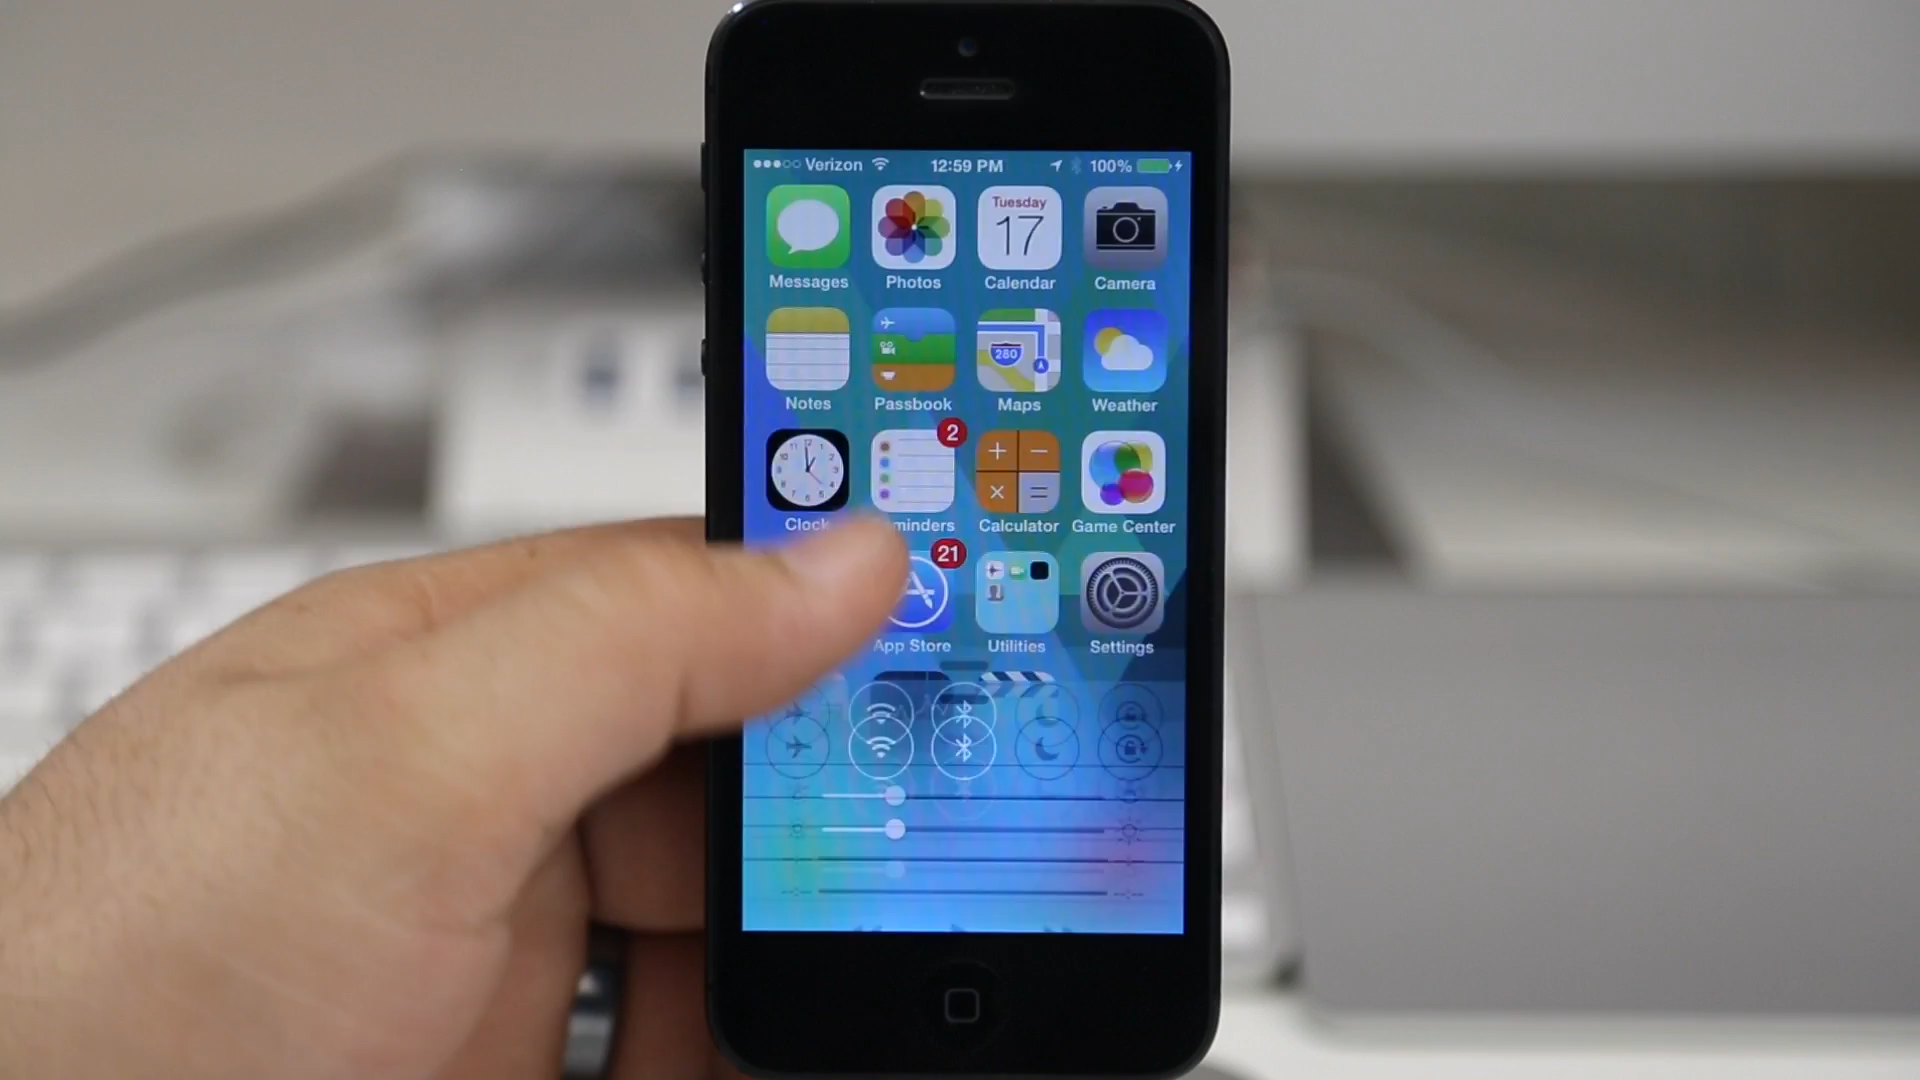 Verizon 12:59 PM 100%
Tuesday
17
Messages Photos Calendar Camera
280
Notes Passbook Maps Weather
2
Clock minders Calculator Game Center
21
App Store Utilities Settings